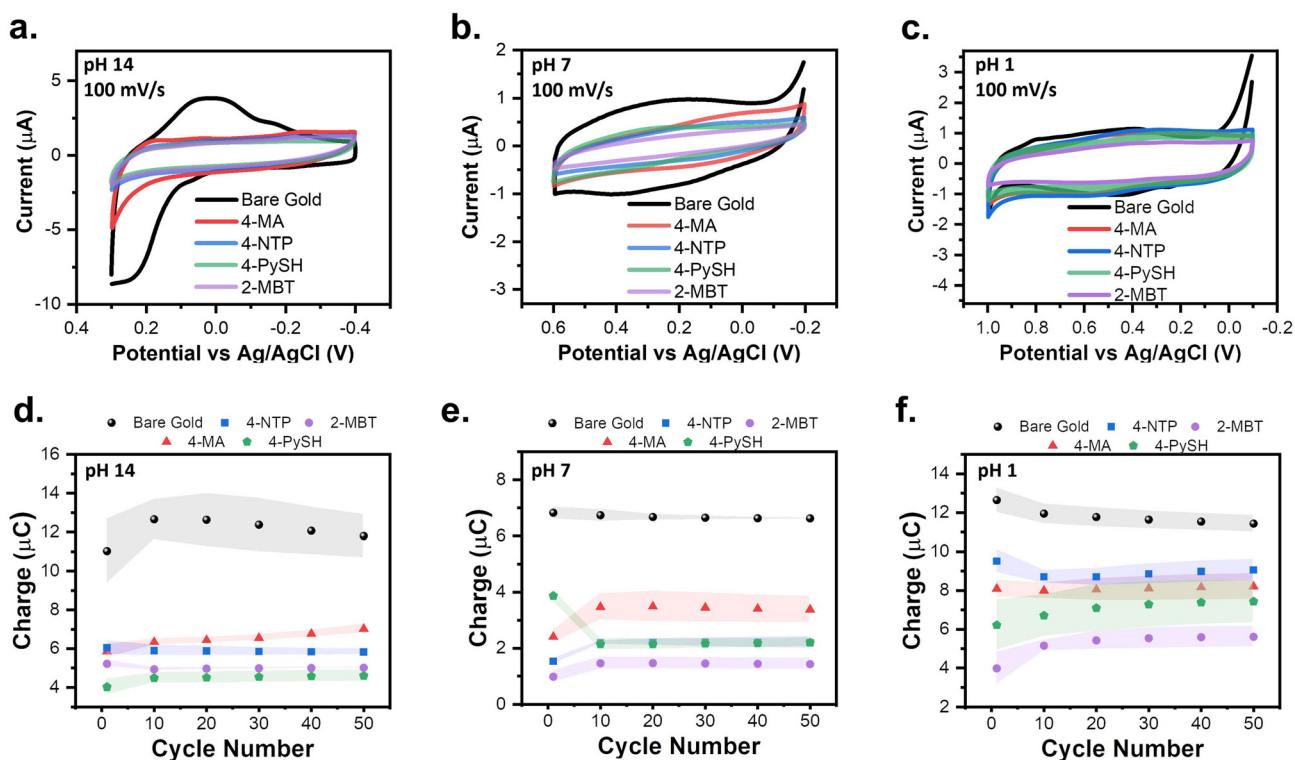 a.
pH 14
100 mV/s
5
0
-5
-10
Current (μA)
Bare Gold
4-MA
4-NTP
4-PySH
2-MBT
0.4 0.2 0.0 -0.2 -0.4
Potential vs Ag/AgCl (V)
b.
pH 7
100 mV/s
2
1
0
-1
-2
-3
Current (μA)
Bare Gold
4-MA
4-NTP
4-PySH
2-MBT
0.6 0.4 0.2 0.0 -0.2
Potential vs Ag/AgCl (V)
c.
pH 1
100 mV/s
3
2
1
0
-1
-2
-3
-4
Current (μA)
Bare Gold
4-MA
4-NTP
4-PySH
2-MBT
1.0 0.8 0.6 0.4 0.2 0.0 -0.2
Potential vs Ag/AgCl (V)
d.
Bare Gold 4-NTP 2-MBT
4-MA 4-PySH
pH 14
16
14
12
10
8
6
4
Charge (μC)
0 10 20 30 40 50
Cycle Number
e.
Bare Gold 4-NTP 2-MBT
4-MA 4-PySH
pH 7
8
6
4
2
0
Charge (μC)
0 10 20 30 40 50
Cycle Number
f.
Bare Gold 4-NTP 2-MBT
4-MA 4-PySH
pH 1
14
12
10
8
6
4
2
Charge (μC)
0 10 20 30 40 50
Cycle Number